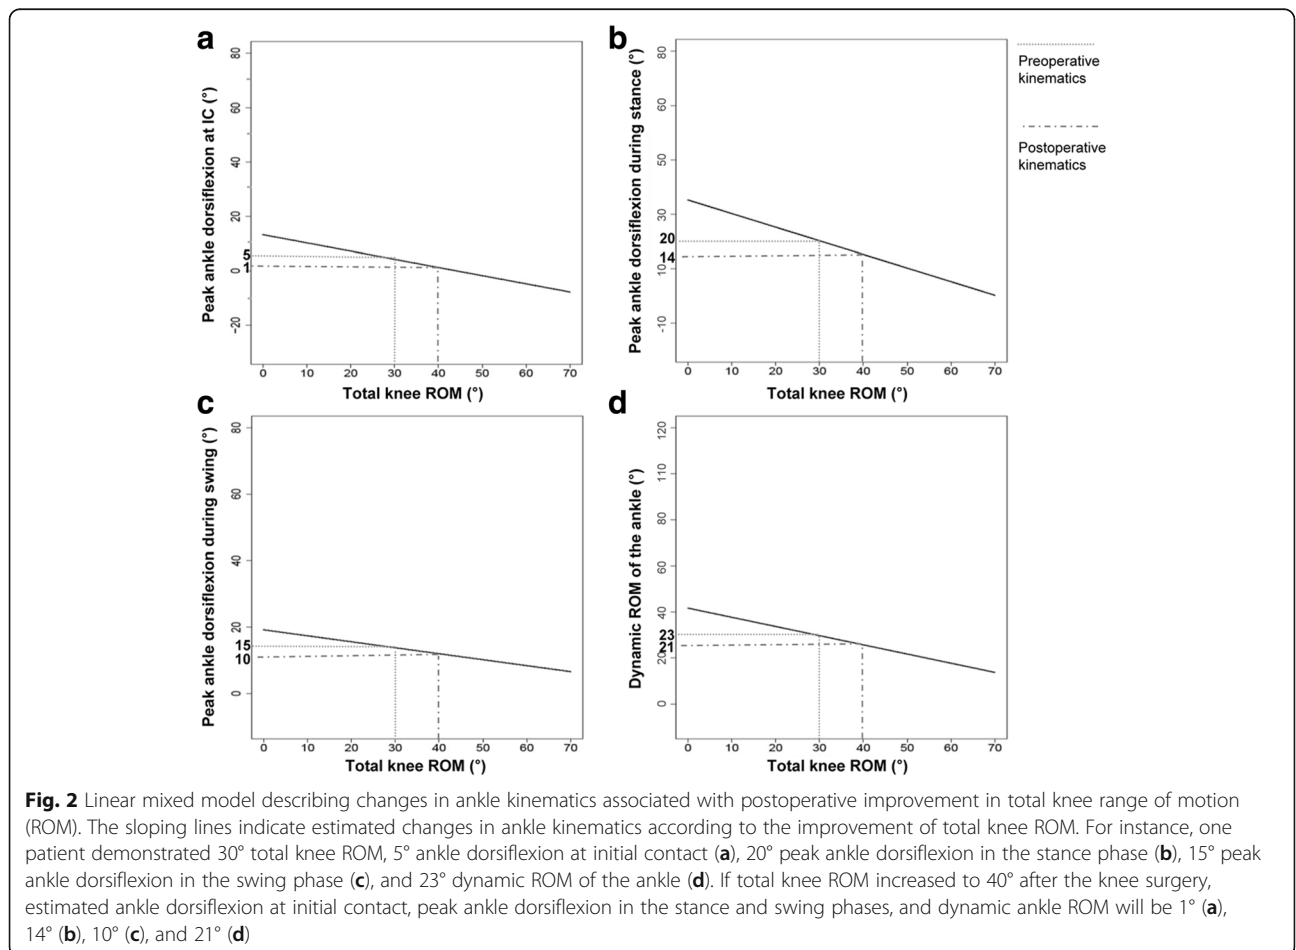 a
80
60
40
20
5
0
1
-20
Peak ankle dorsiflexion at IC (°)
0 10 20 30 40 50 60 70
Total knee ROM (°)
b
80
60
50
30
20
14
10
-10
Peak ankle dorsiflexion during stance (°)
0 10 20 30 40 50 60 70
Total knee ROM (°)
Preoperative
kinematics
Postoperative
kinematics
c
80
60
40
20
15
10
0
Peak ankle dorsiflexion during swing (°)
0 10 20 30 40 50 60 70
Total knee ROM (°)
d
120
110
80
60
40
23
21
20
0
Dynamic ROM of the ankle (°)
0 10 20 30 40 50 60 70
Total knee ROM (°)
Fig. 2 Linear mixed model describing changes in ankle kinematics associated with postoperative improvement in total knee range of motion
(ROM). The sloping lines indicate estimated changes in ankle kinematics according to the improvement of total knee ROM. For instance, one
patient demonstrated 30° total knee ROM, 5° ankle dorsiflexion at initial contact (a), 20° peak ankle dorsiflexion in the stance phase (b), 15° peak
ankle dorsiflexion in the swing phase (c), and 23° dynamic ROM of the ankle (d). If total knee ROM increased to 40° after the knee surgery,
estimated ankle dorsiflexion at initial contact, peak ankle dorsiflexion in the stance and swing phases, and dynamic ankle ROM will be 1° (a),
14° (b), 10° (c), and 21° (d)